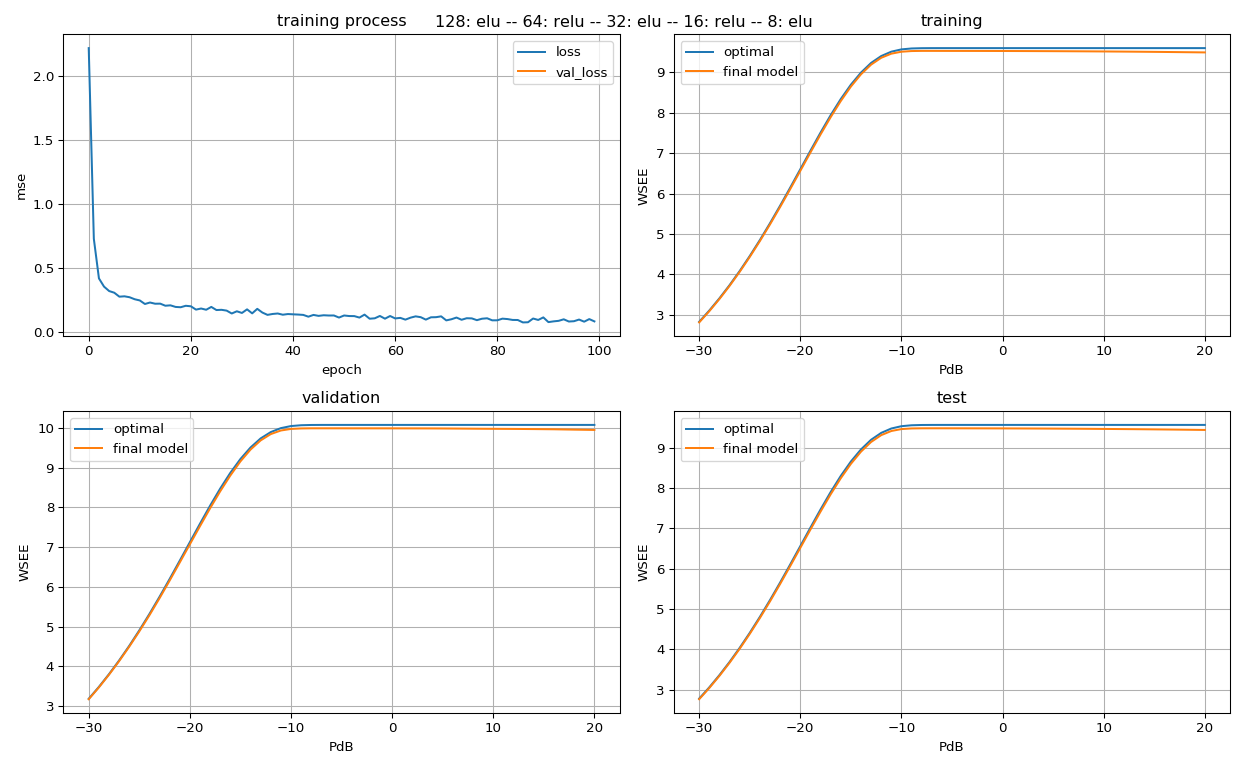 128: elu -- 64: relu -- 32: elu -- 16: relu -- 8: elu
training process
loss
val_loss
mse
2.0
1.5
1.0
0.5
0.0
0 20 40 60 80 100
epoch
training
optimal
final model
WSEE
9
8
7
6
5
4
3
−30 −20 −10 0 10 20
PdB
validation
optimal
final model
WSEE
10
9
8
7
6
5
4
3
−30 −20 −10 0 10 20
PdB
test
optimal
final model
WSEE
9
8
7
6
5
4
3
−30 −20 −10 0 10 20
PdB